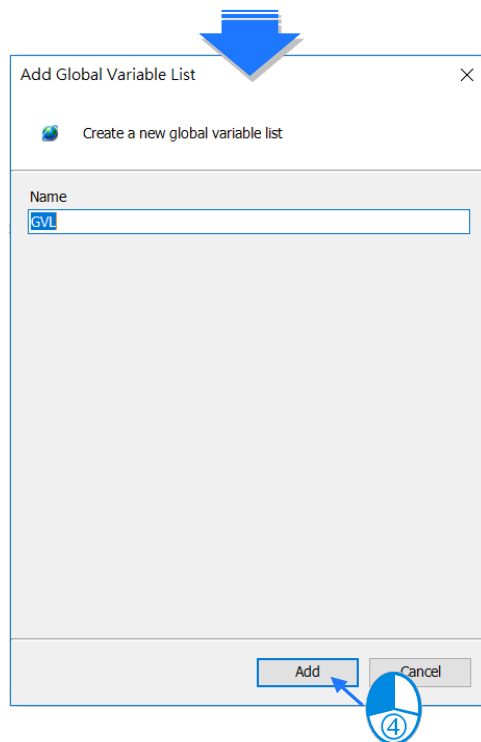 Add Global Variable List
Create a new global variable list
Name
GVL
Add
Cancel
④